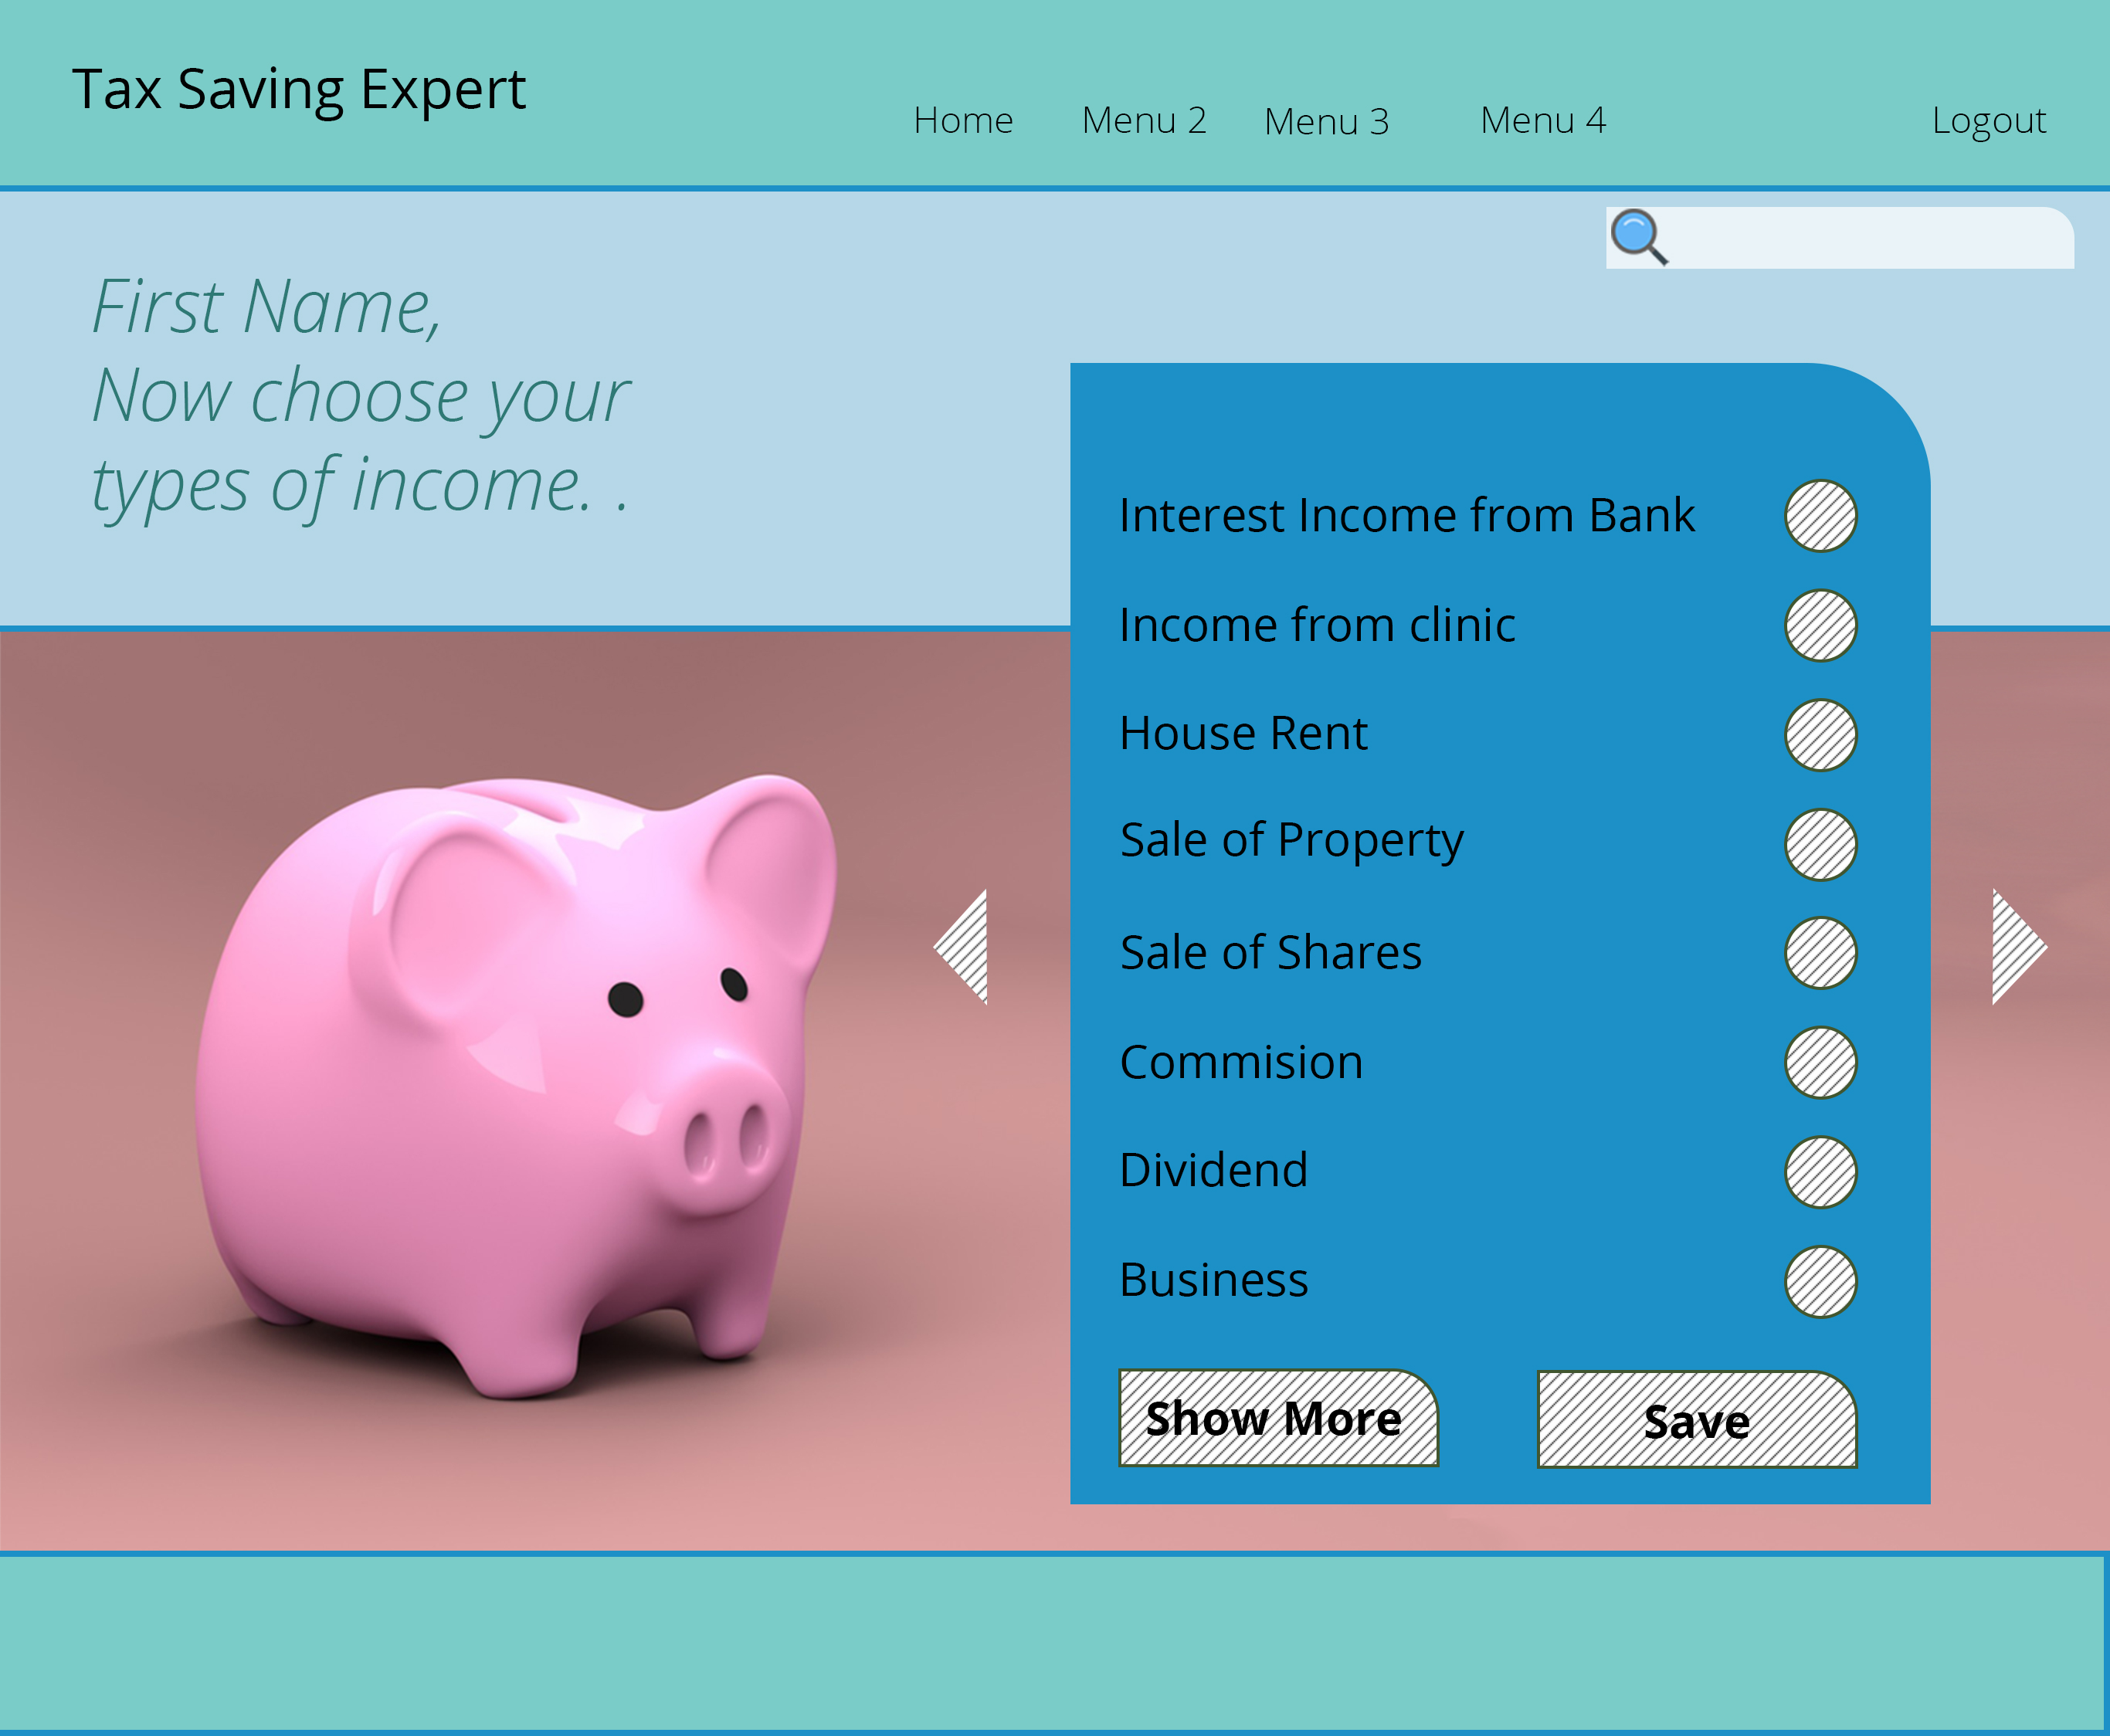 Tax Saving Expert
Home Menu 2 Menu 3 Menu 4 Logout
First Name,
Now choose your
types of income. .
Interest Income from Bank
Income from clinic
House Rent
Sale of Property
Sale of Shares
Commision
Dividend
Business
Show More Save